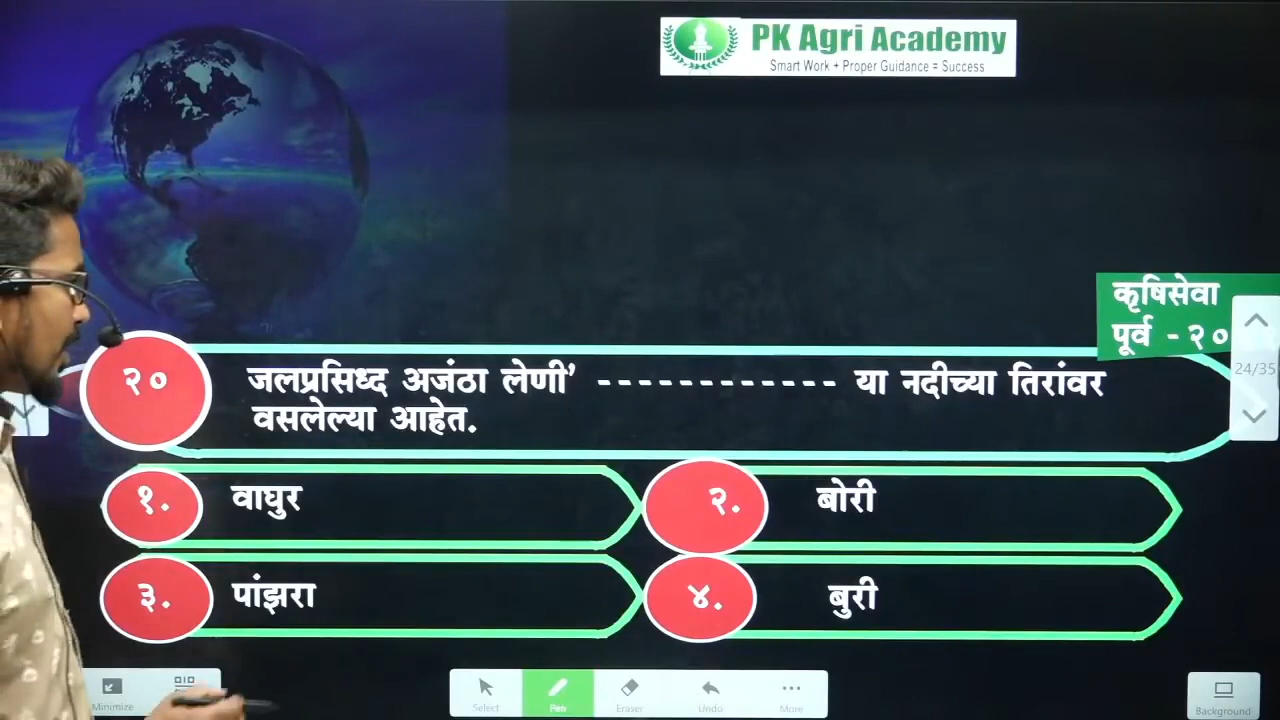 PK Agri Academy
Smart Work + Proper Guidance = Success
कृषिसेवा
पूर्व - २०
24/35
२० जलप्रसिध्द अजंठा लेणी’ ------------ या नदीच्या तिरांवर
वसलेल्या आहेत.
१. वाघुर
२. बोरी
३. पांझरा
४. बुरी
Minimize
Select
Pen
Eraser
Undo
More
Background